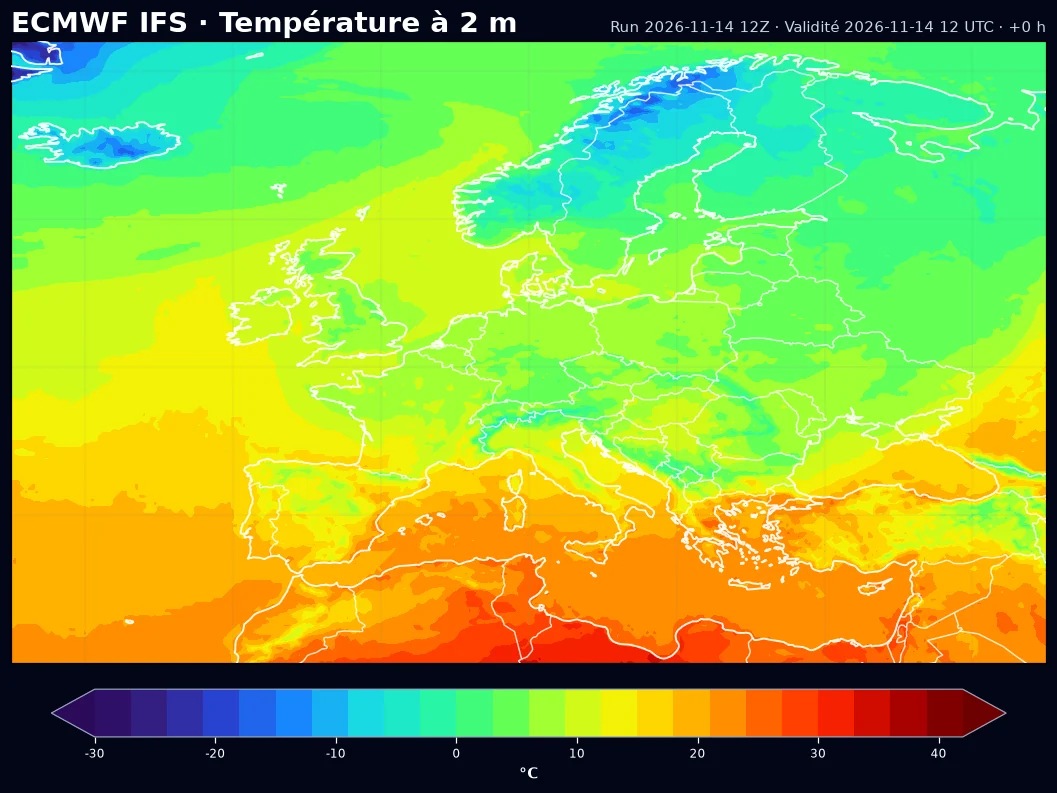 ECMWF IFS · Température à 2 m
Run 2026-11-14 12Z · Validité 2026-11-14 12 UTC · +0 h
-30 -20 -10 0 10 20 30 40
°C